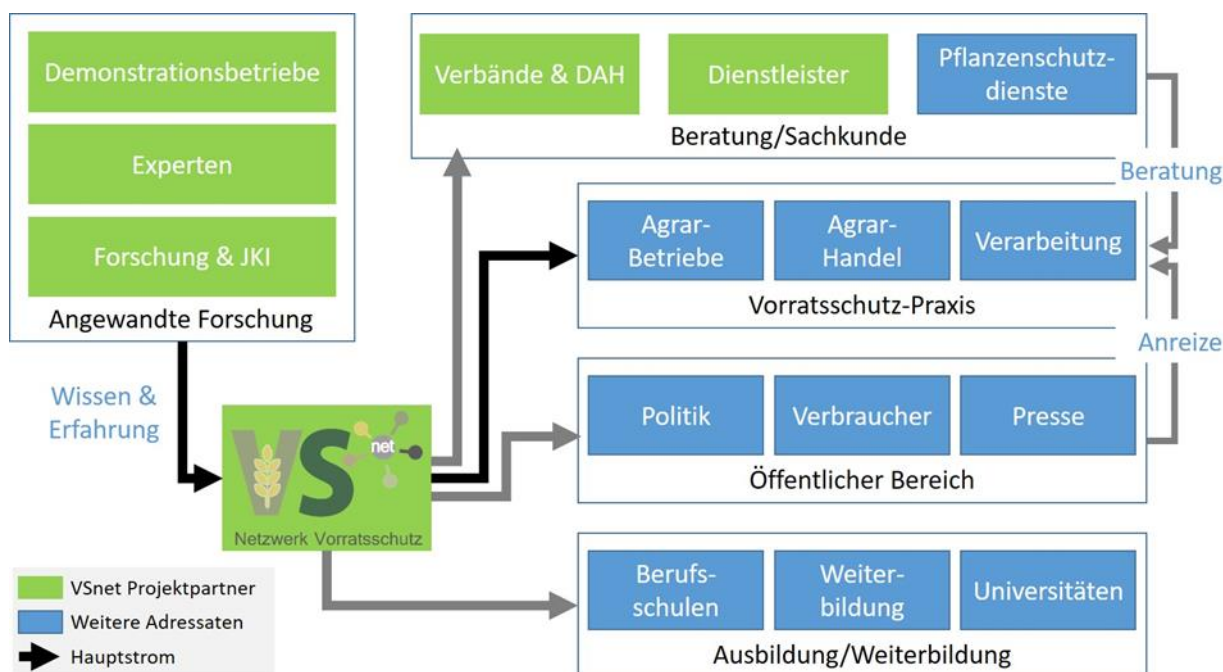 Demonstrationsbetriebe
Experten
Forschung & JKI
Angewandte Forschung
Wissen &
Erfahrung
VS
net
Netzwerk Vorratsschutz
Verbände & DAH
Dienstleister
Pflanzenschutz-
dienste
Beratung/Sachkunde
Beratung
Agrar-
Betriebe
Agrar-
Handel
Verarbeitung
Vorratsschutz-Praxis
Anreize
Politik
Verbraucher
Presse
Öffentlicher Bereich
Berufs-
schulen
Weiter-
bildung
Universitäten
Ausbildung/Weiterbildung
VSnet Projektpartner
Weitere Adressaten
Hauptstrom